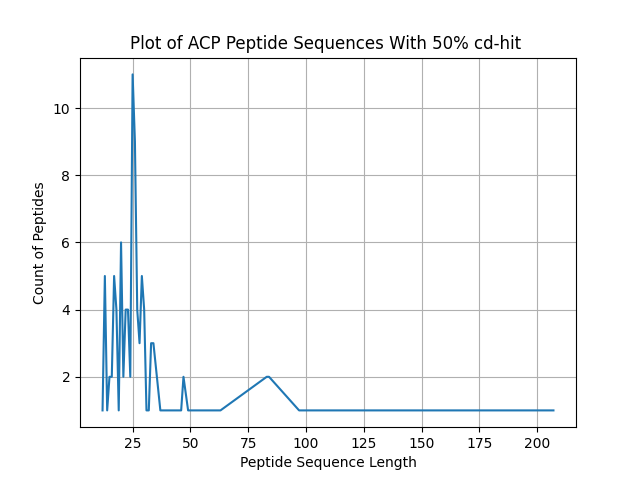 Plot of ACP Peptide Sequences With 50% cd-hit
Count of Peptides
10
8
6
4
2
25 50 75 100 125 150 175 200
Peptide Sequence Length